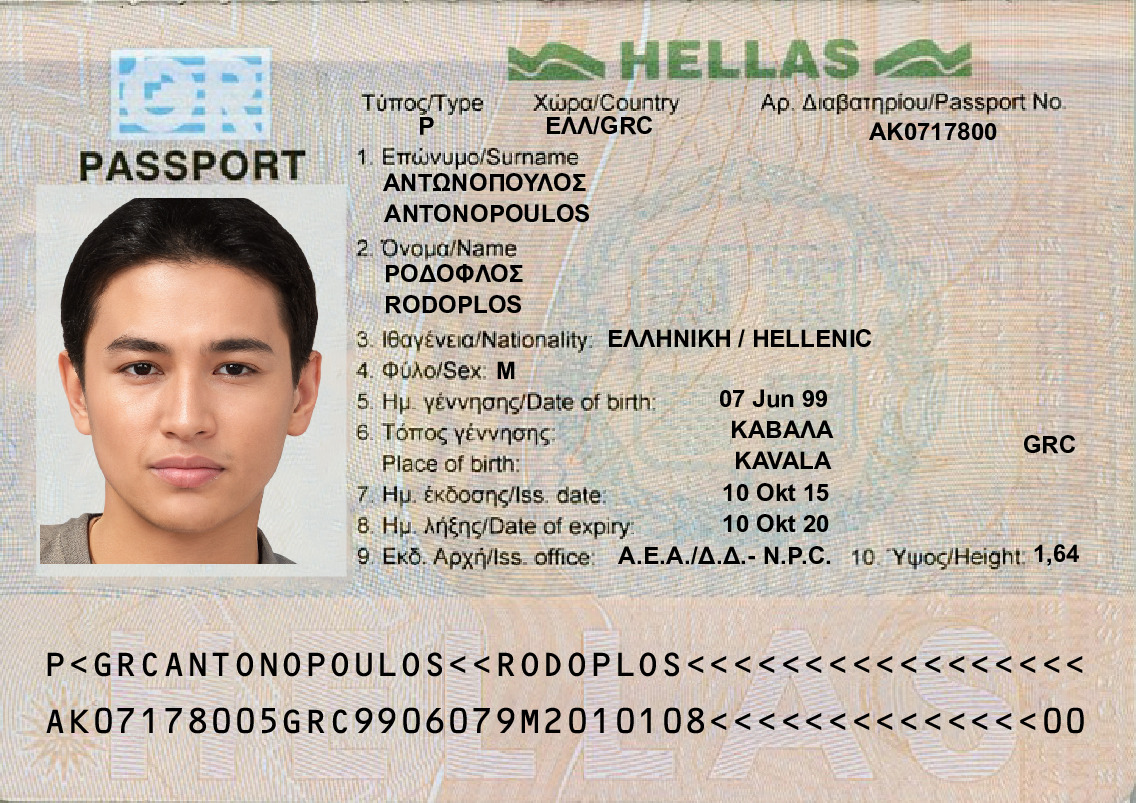 GR
PASSPORT
HELLAS
Τύπος/Type Χώρα/Country Αρ. Διαβατηρίου/Passport No.
P ΕΛΛ/GRC AK0717800
1. Επώνυμο/Surname
ΑΝΤΩΝΟΠΟΥΛΟΣ
ANTONOPOULOS
2. Όνομα/Name
ΡΟΔΟΦΛΟΣ
RODOPLOS
3. Ιθαγένεια/Nationality: ΕΛΛΗΝΙΚΗ / HELLENIC
4. Φύλο/Sex: M
5. Ημ. γέννησης/Date of birth: 07 Jun 99
6. Τόπος γέννησης: ΚΑΒΑΛΑ
Place of birth: KAVALA GRC
7. Ημ. έκδοσης/Iss. date: 10 Okt 15
8. Ημ. λήξης/Date of expiry: 10 Okt 20
9 Εκδ. Αρχή/Iss. office: Α.Ε.Α./Δ.Δ.- N.P.C. 10. Ύψος/Height: 1,64
HELLAS
P<GRCANTONOPOULOS<<RODOPLOS<<<<<<<<<<<<<<<<<
AK07178005GRC9906079M2010108<<<<<<<<<<<<<<00